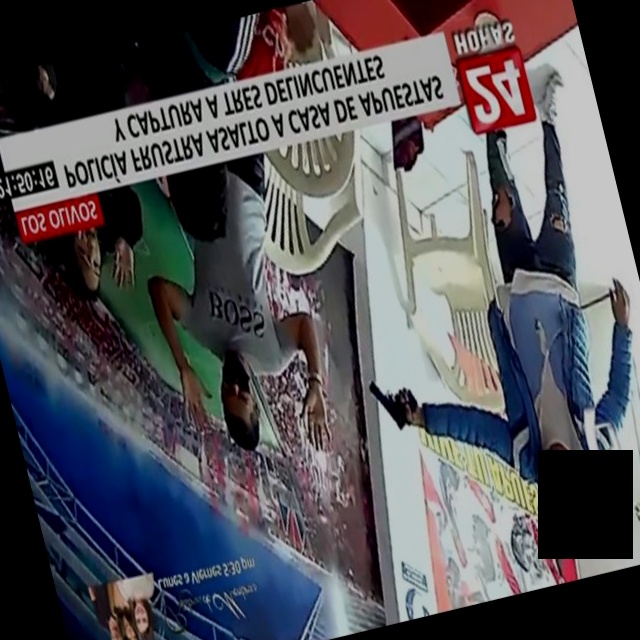 LOS OLIVOS
POLICÍA FRUSTRA ASALTO A CASA DE APUESTAS
Y CAPTURA A TRES DELINCUENTES
24
HORAS
BOSS
Lunes a Viernes 5:30 pm